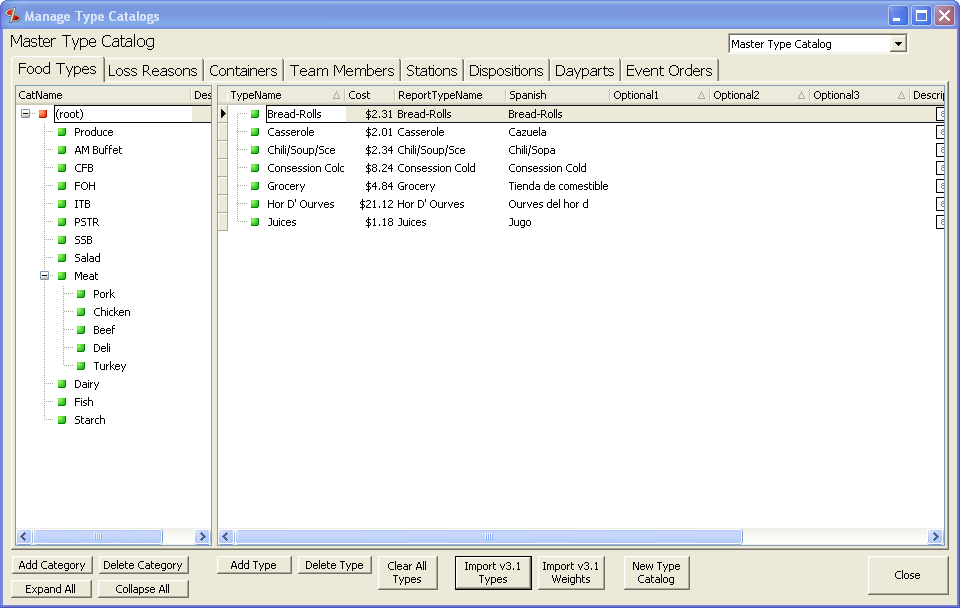 Manage Type Catalogs
Master Type Catalog
Master Type Catalog
Food Types Loss Reasons Containers Team Members Stations Dispositions Dayparts Event Orders
CatName Des
(root)
Produce
AM Buffet
CFB
FOH
ITB
PSTR
SSB
Salad
Meat
Pork
Chicken
Beef
Deli
Turkey
Dairy
Fish
Starch
TypeName Cost ReportTypeName Spanish Optional1 Optional2 Optional3 Descrip
Bread-Rolls $2.31 Bread-Rolls Bread-Rolls
Casserole $2.01 Casserole Cazuela
Chili/Soup/Sce $2.34 Chili/Soup/Sce Chili/Sopa
Consession Colc $8.24 Consession Cold Consession Cold
Grocery $4.84 Grocery Tienda de comestible
Hor D' Ourves $21.12 Hor D' Ourves Ourves del hor d
Juices $1.18 Juices Jugo
Add Category Delete Category
Expand All Collapse All
Add Type Delete Type
Clear All
Types
Import v3.1
Types
Import v3.1
Weights
New Type
Catalog
Close